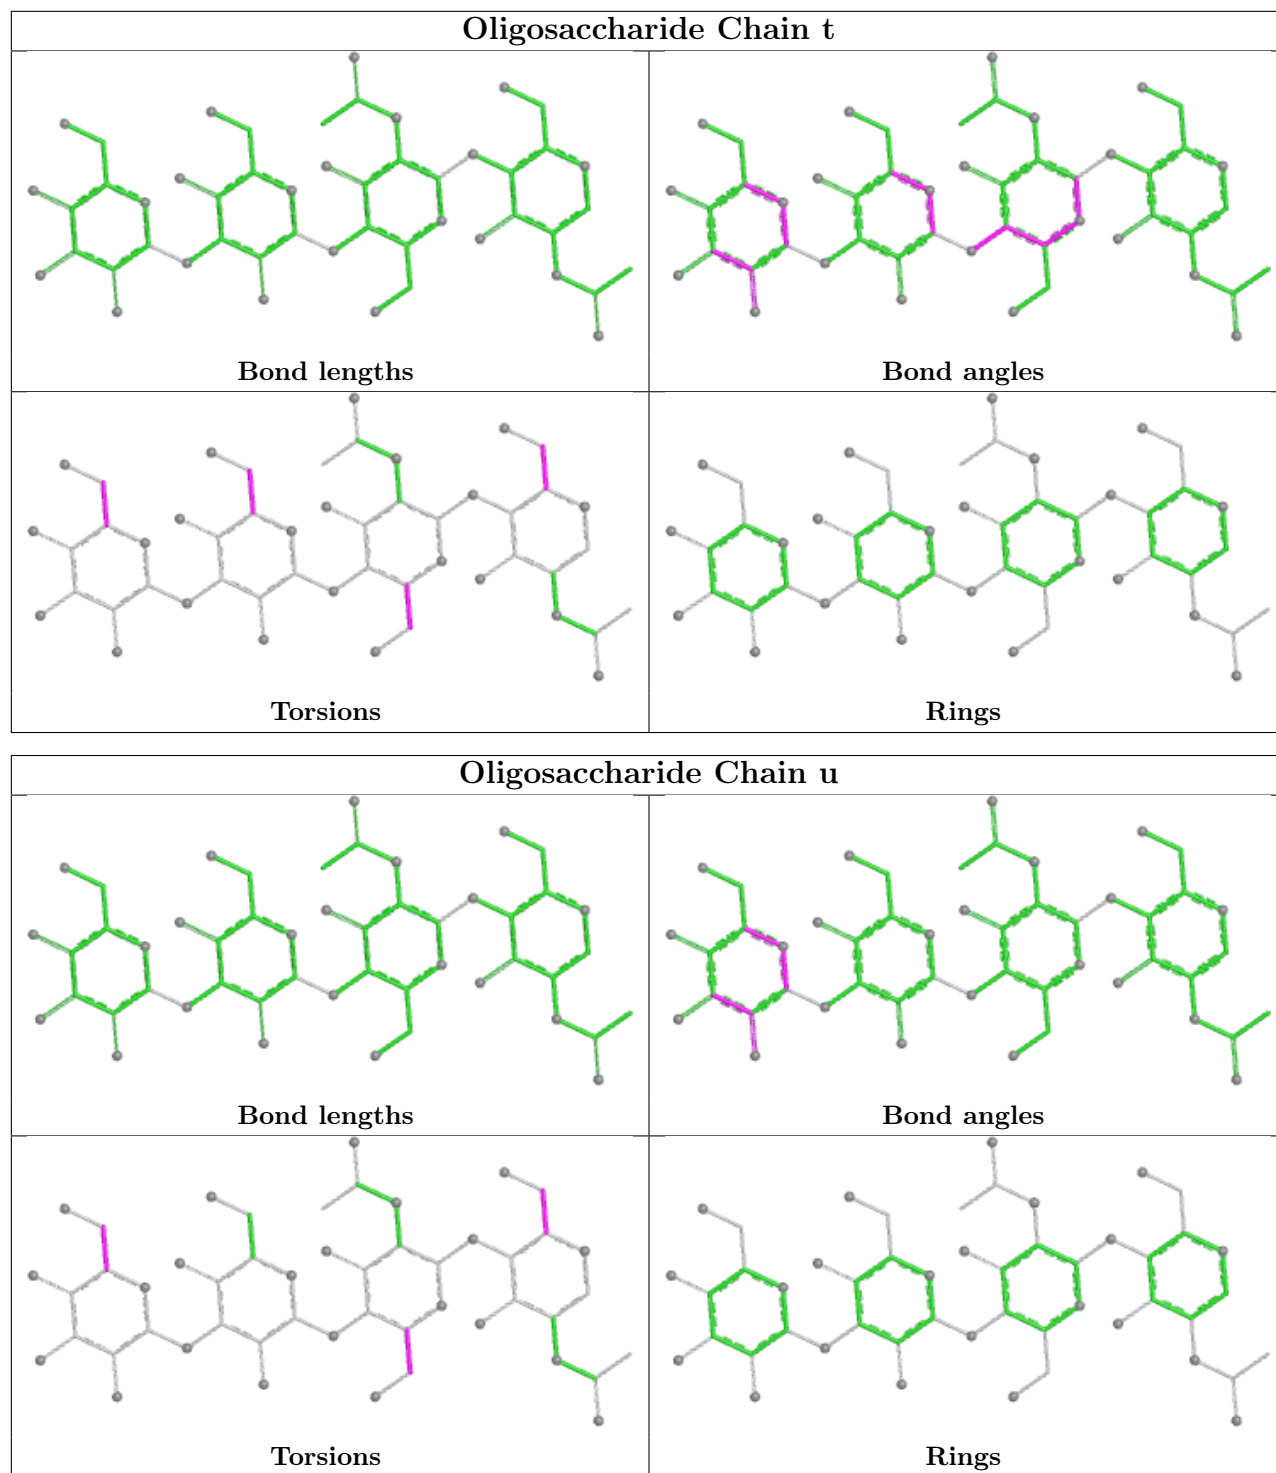 Oligosaccharide Chain t
Bond lengths
Bond angles
Torsions
Rings
Oligosaccharide Chain u
Bond lengths
Bond angles
Torsions
Rings